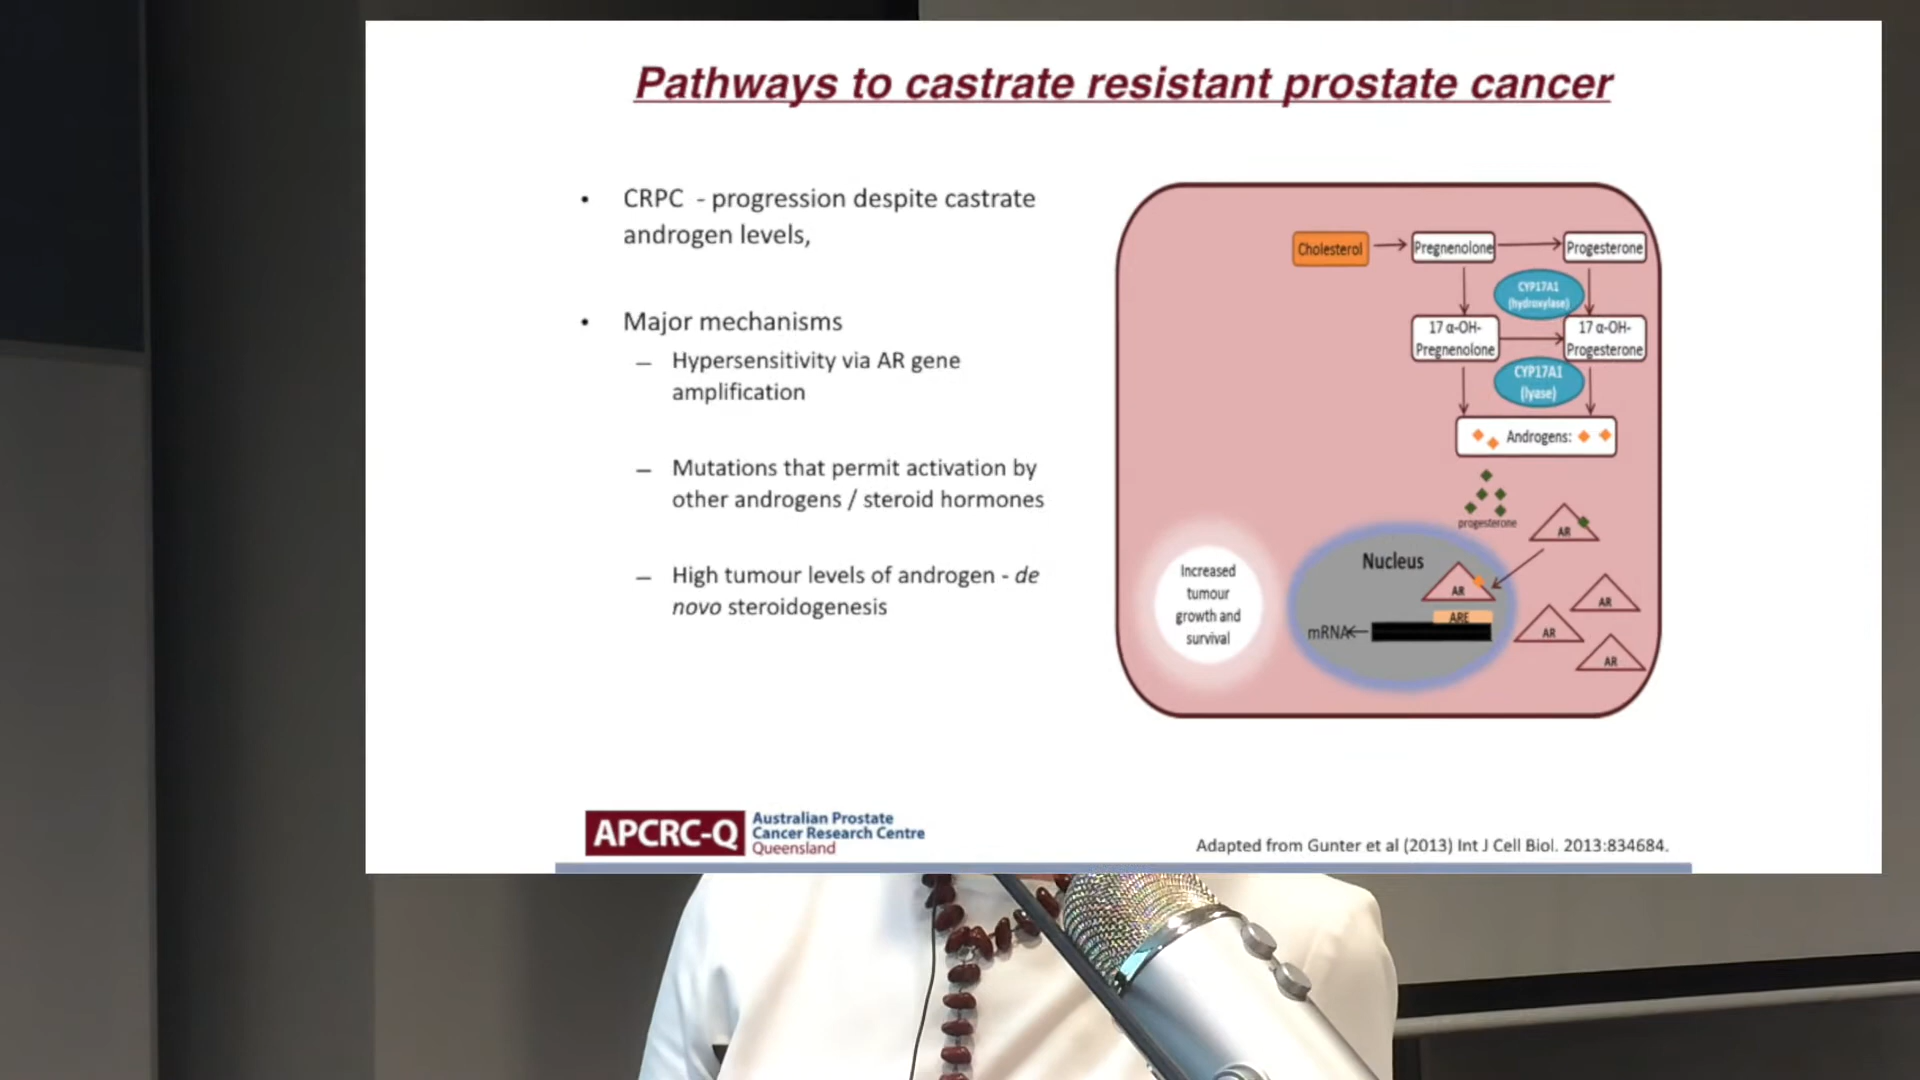 Pathways to castrate resistant prostate cancer
• CRPC - progression despite castrate
androgen levels,
• Major mechanisms
– Hypersensitivity via AR gene
amplification
– Mutations that permit activation by
other androgens / steroid hormones
– High tumour levels of androgen - de
novo steroidogenesis
Cholesterol
Pregnenolone
Progesterone
CYP17A1
(hydroxylase)
17 α-OH-
Pregnenolone
17 α-OH-
Progesterone
CYP17A1
(lyase)
Androgens:
progesterone
AR
Nucleus
AR
ARE
mRNA
AR
AR
AR
Increased
tumour
growth and
survival
APCRC-Q
Australian Prostate
Cancer Research Centre
Queensland
Adapted from Gunter et al (2013) Int J Cell Biol. 2013:834684.